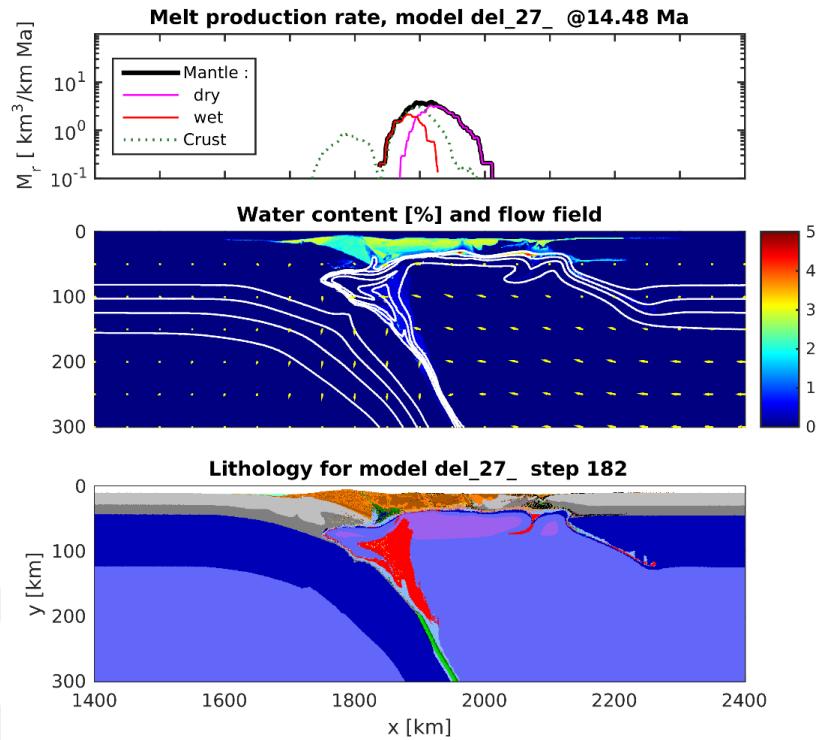 Melt production rate, model del_27_  @14.48 Ma
M_r [ km^3/km Ma]
10^1
10^0
10^-1
Mantle :
dry
wet
Crust
Water content [%] and flow field
0
100
200
300
5
4
3
2
1
0
Lithology for model del_27_  step 182
y [km]
0
100
200
300
1400
1600
1800
2000
2200
2400
x [km]